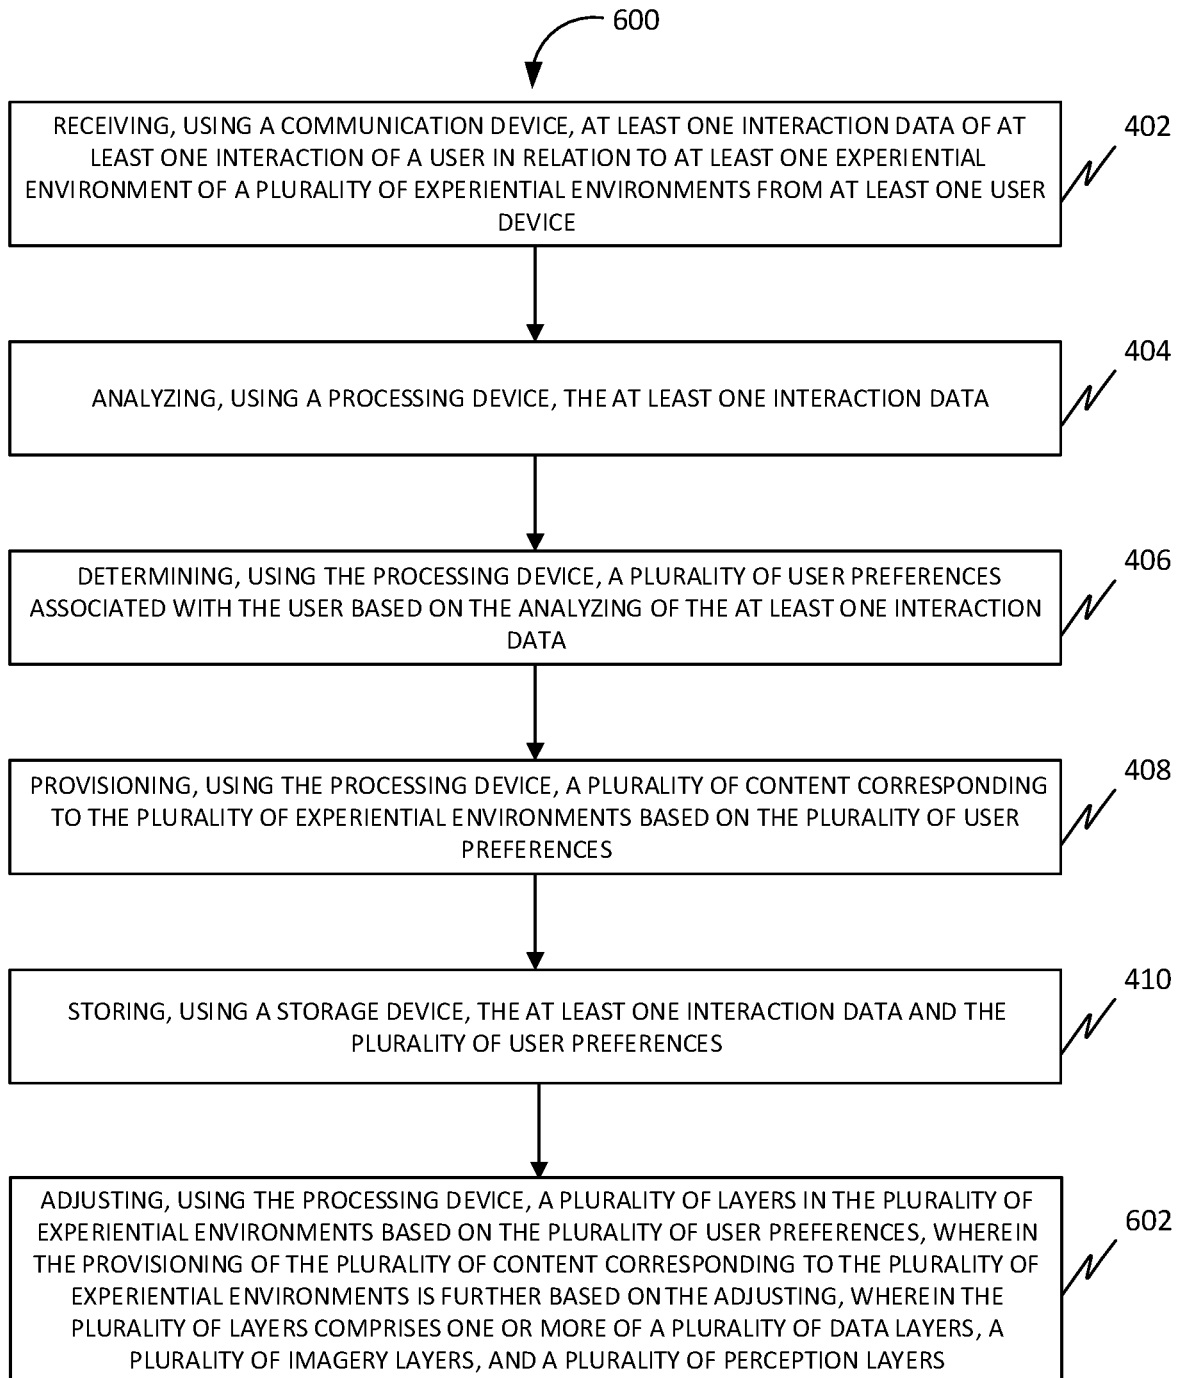 600
RECEIVING, USING A COMMUNICATION DEVICE, AT LEAST ONE INTERACTION DATA OF AT
LEAST ONE INTERACTION OF A USER IN RELATION TO AT LEAST ONE EXPERIENTIAL
ENVIRONMENT OF A PLURALITY OF EXPERIENTIAL ENVIRONMENTS FROM AT LEAST ONE USER
DEVICE
402
ANALYZING, USING A PROCESSING DEVICE, THE AT LEAST ONE INTERACTION DATA
404
DETERMINING, USING THE PROCESSING DEVICE, A PLURALITY OF USER PREFERENCES
ASSOCIATED WITH THE USER BASED ON THE ANALYZING OF THE AT LEAST ONE INTERACTION
DATA
406
PROVISIONING, USING THE PROCESSING DEVICE, A PLURALITY OF CONTENT CORRESPONDING
TO THE PLURALITY OF EXPERIENTIAL ENVIRONMENTS BASED ON THE PLURALITY OF USER
PREFERENCES
408
STORING, USING A STORAGE DEVICE, THE AT LEAST ONE INTERACTION DATA AND THE
PLURALITY OF USER PREFERENCES
410
ADJUSTING, USING THE PROCESSING DEVICE, A PLURALITY OF LAYERS IN THE PLURALITY OF
EXPERIENTIAL ENVIRONMENTS BASED ON THE PLURALITY OF USER PREFERENCES, WHEREIN
THE PROVISIONING OF THE PLURALITY OF CONTENT CORRESPONDING TO THE PLURALITY OF
EXPERIENTIAL ENVIRONMENTS IS FURTHER BASED ON THE ADJUSTING, WHEREIN THE
PLURALITY OF LAYERS COMPRISES ONE OR MORE OF A PLURALITY OF DATA LAYERS, A
PLURALITY OF IMAGERY LAYERS, AND A PLURALITY OF PERCEPTION LAYERS
602